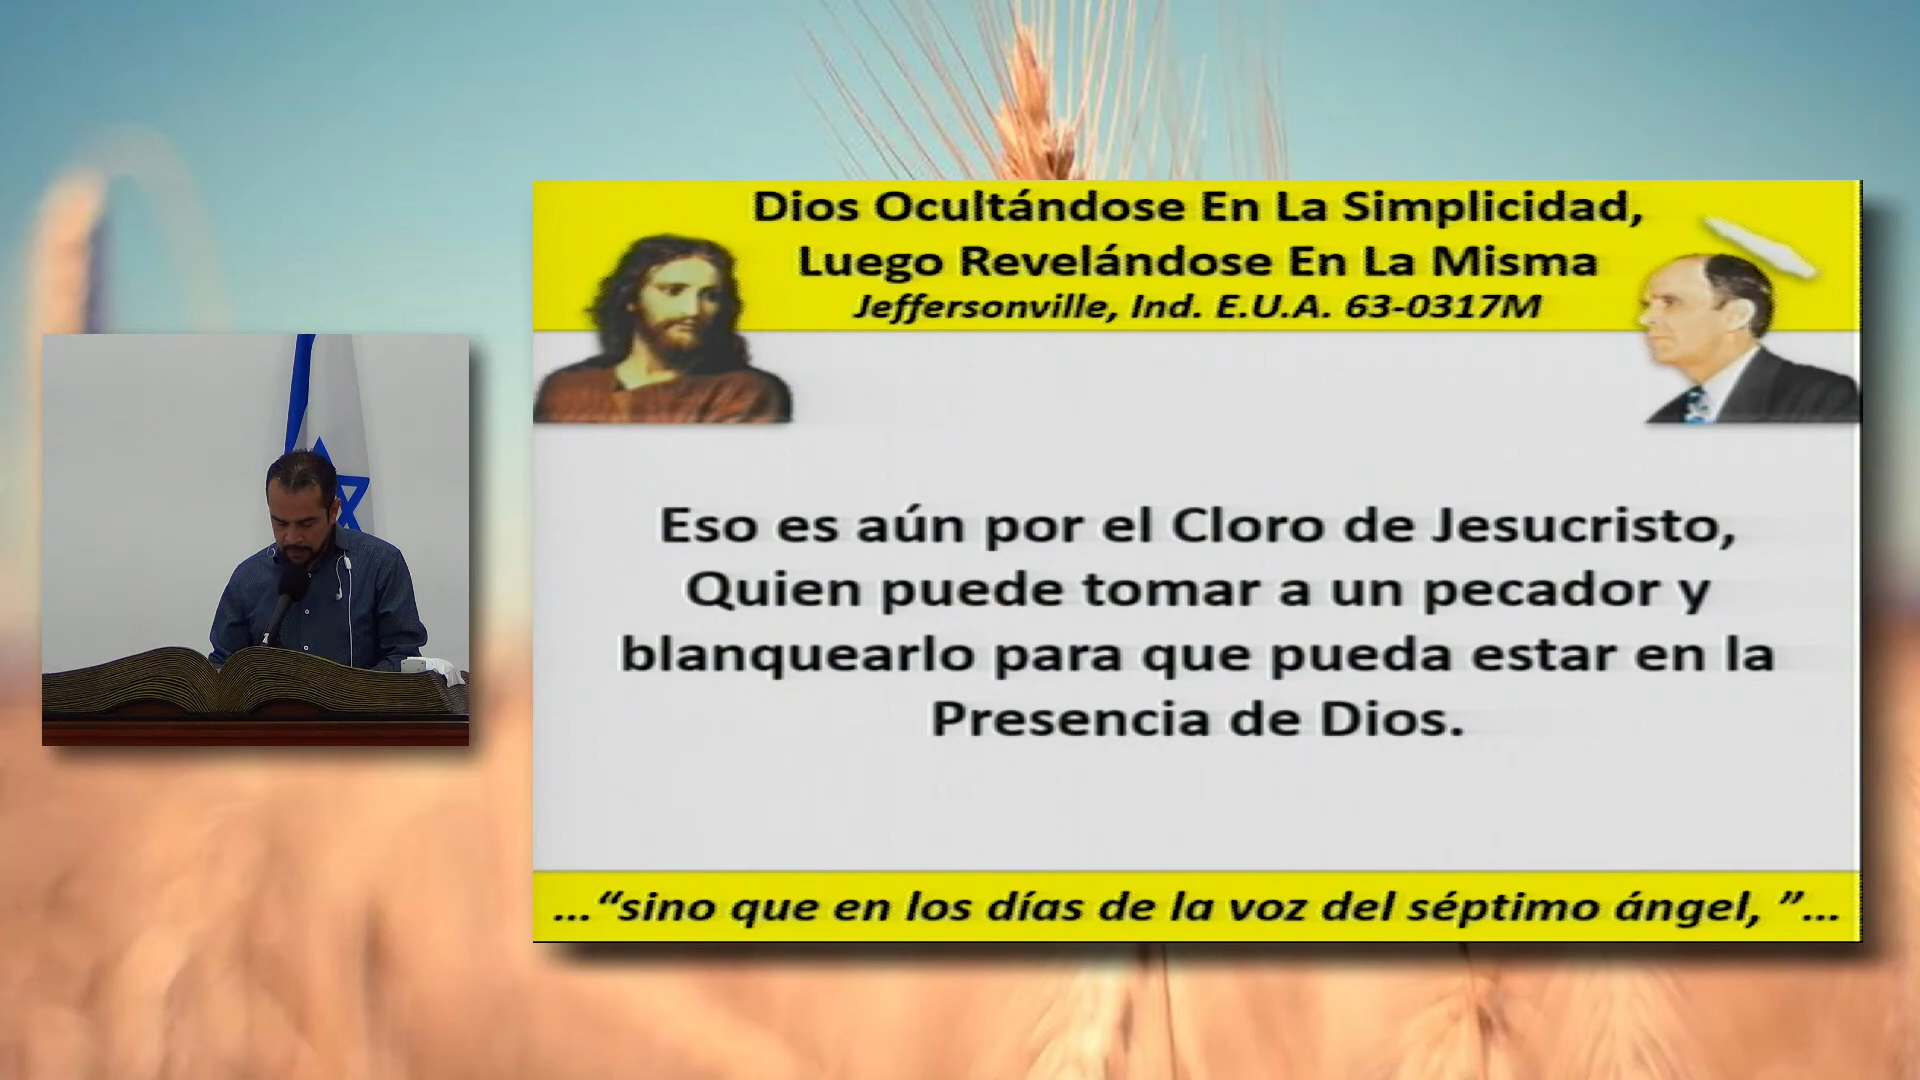 Dios Ocultándose En La Simplicidad,
Luego Revelándose En La Misma
Jeffersonville, Ind. E.U.A. 63-0317M
Eso es aún por el Cloro de Jesucristo,
Quien puede tomar a un pecador y
blanquearlo para que pueda estar en la
Presencia de Dios.
...“sino que en los días de la voz del séptimo ángel, ”...